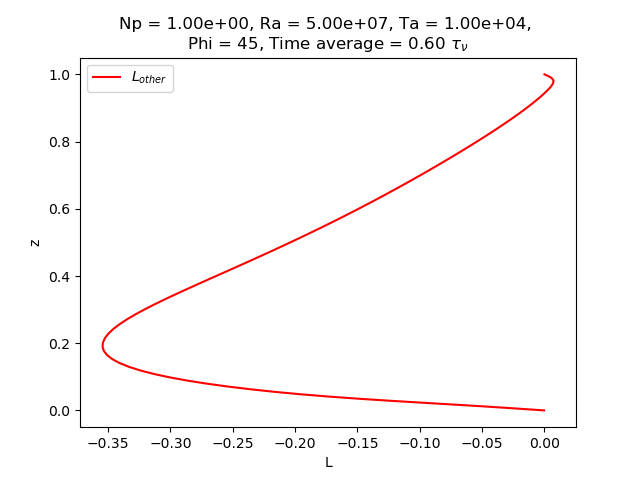 Np = 1.00e+00, Ra = 5.00e+07, Ta = 1.00e+04,
Phi = 45, Time average = 0.60 τν
L_other
1.0
0.8
0.6
0.4
0.2
0.0
z
−0.35 −0.30 −0.25 −0.20 −0.15 −0.10 −0.05 0.00
L